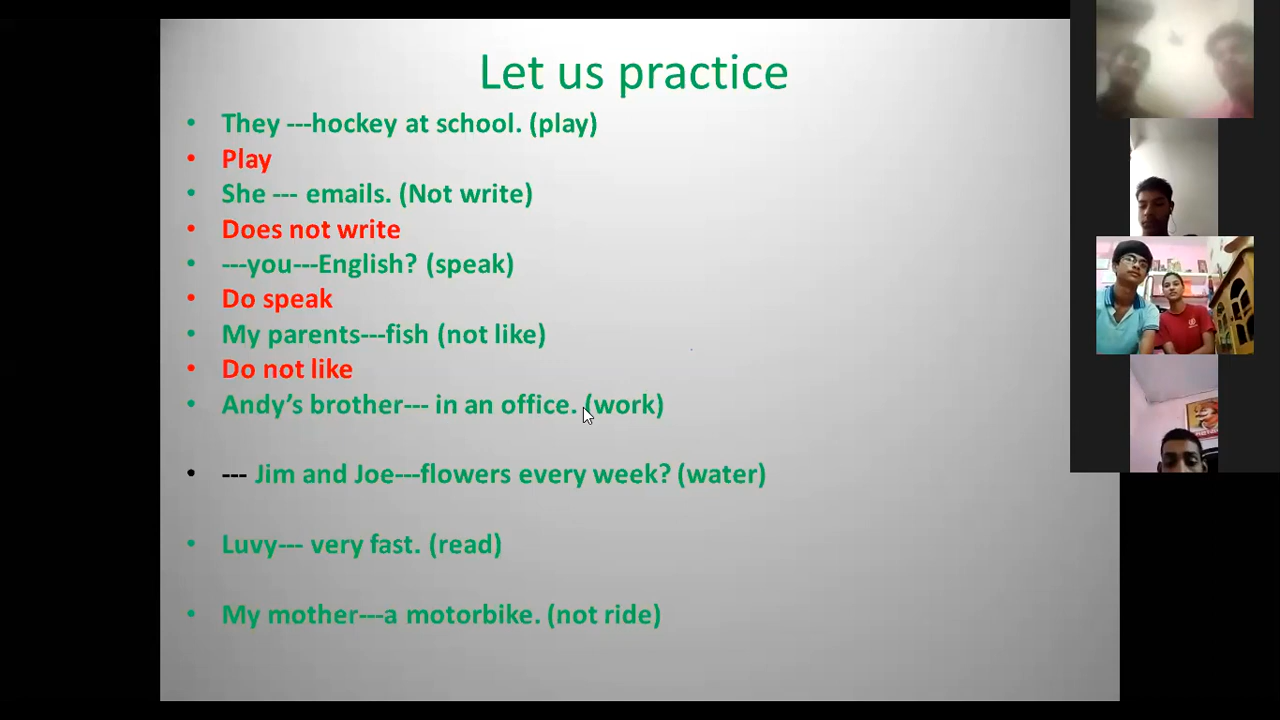 Let us practice
• They ---hockey at school. (play)
• Play
• She --- emails. (Not write)
• Does not write
• ---you---English? (speak)
• Do speak
• My parents---fish (not like)
• Do not like
• Andy’s brother--- in an office. (work)
• --- Jim and Joe---flowers every week? (water)
• Luvy--- very fast. (read)
• My mother---a motorbike. (not ride)